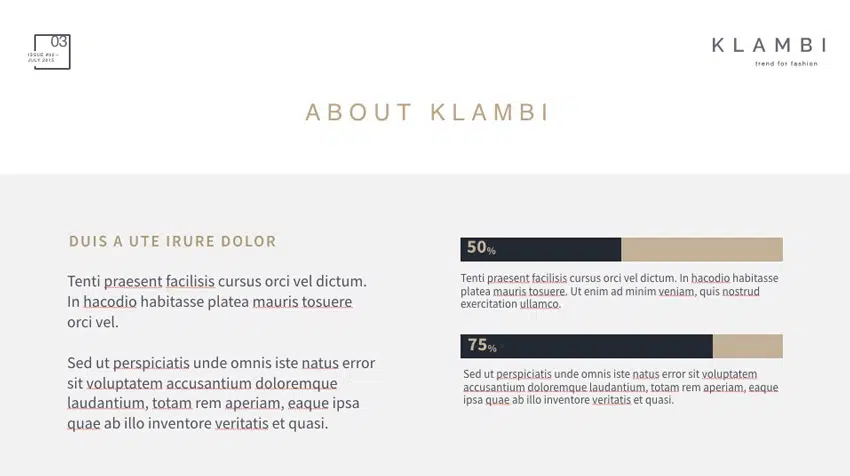 03
ISSUE #02 –
JULY 2015
KLAMBI
trend for fashion
ABOUT KLAMBI
DUIS A UTE IRURE DOLOR
Tenti praesent facilisis cursus orci vel dictum.
In hacodio habitasse platea mauris tosuere
orci vel.
Sed ut perspiciatis unde omnis iste natus error
sit voluptatem accusantium doloremque
laudantium, totam rem aperiam, eaque ipsa
quae ab illo inventore veritatis et quasi.
50%
Tenti praesent facilisis cursus orci vel dictum. In hacodio habitasse
platea mauris tosuere. Ut enim ad minim veniam, quis nostrud
exercitation ullamco.
75%
Sed ut perspiciatis unde omnis iste natus error sit voluptatem
accusantium doloremque laudantium, totam rem aperiam, eaque
ipsa quae ab illo inventore veritatis et quasi.